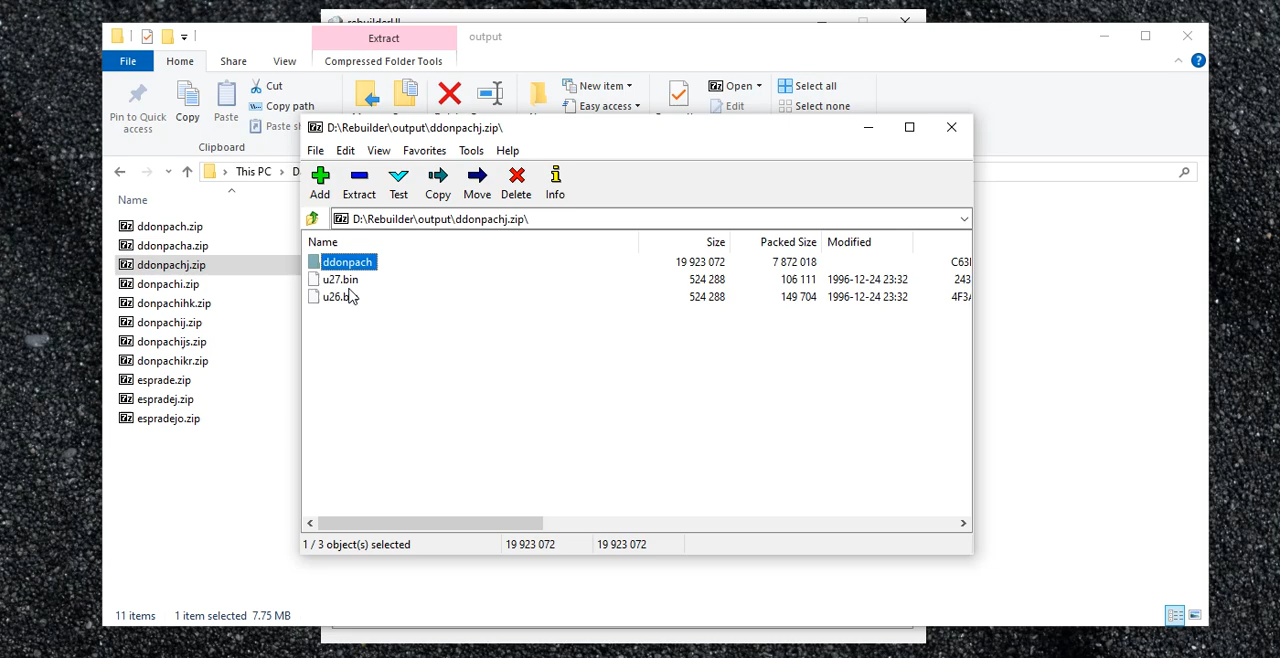 Extract
output
File
Home
Share
View
Compressed Folder Tools
Pin to Quick access
Copy
Paste
Cut
Copy path
Clipboard
New item
Easy access
Open
Edit
Select all
Select none
This PC
Name
ddonpach.zip
ddonpacha.zip
ddonpachj.zip
donpachi.zip
donpachihk.zip
donpachij.zip
donpachijs.zip
donpachikr.zip
esprade.zip
espradej.zip
espradejo.zip
11 items
1 item selected 7.75 MB
D:\Rebuilder\output\ddonpachj.zip\
File Edit View Favorites Tools Help
Add Extract Test Copy Move Delete Info
D:\Rebuilder\output\ddonpachj.zip\
Name Size Packed Size Modified
ddonpach 19 923 072 7 872 018
u27.bin 524 288 106 111 1996-12-24 23:32 243
524 288 149 704 1996-12-24 23:32
1 / 3 object(s) selected 19 923 072 19 923 072